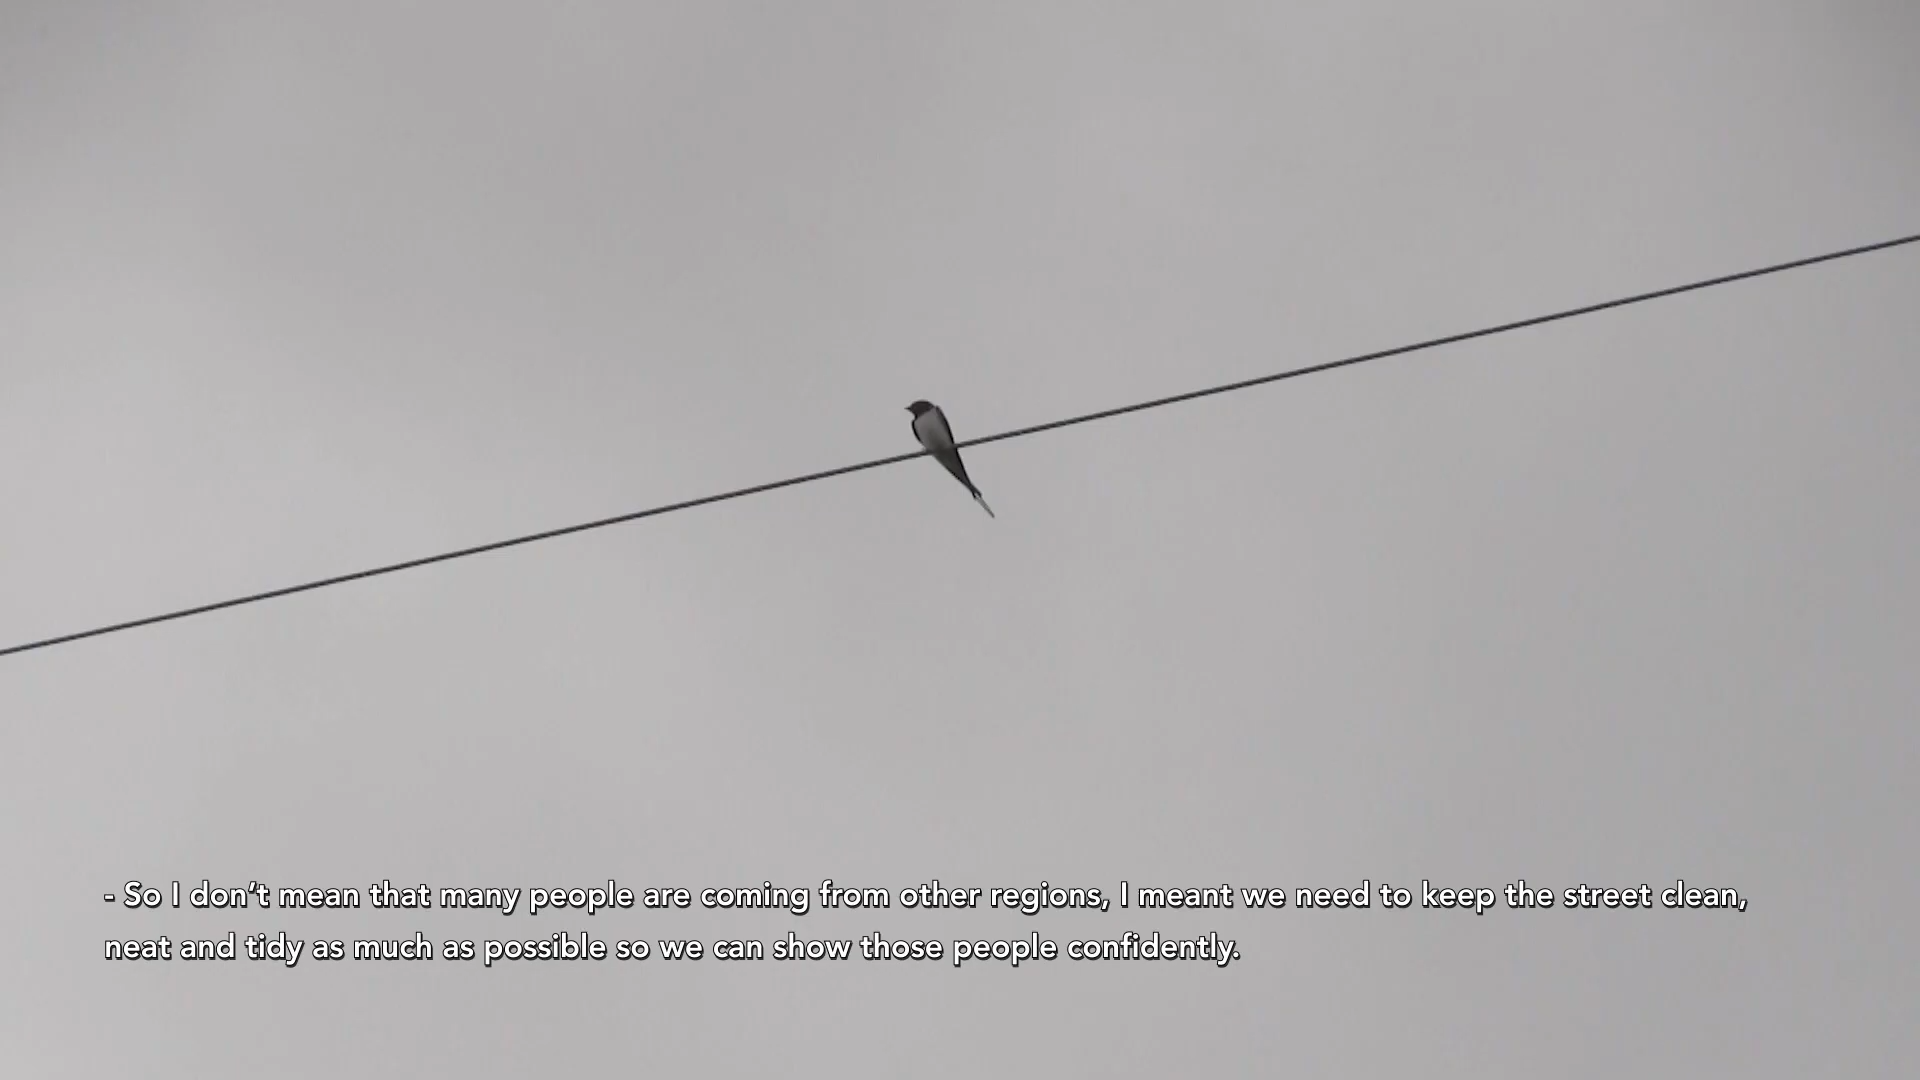 - So I don’t mean that many people are coming from other regions, I meant we need to keep the street clean,
neat and tidy as much as possible so we can show those people confidently.